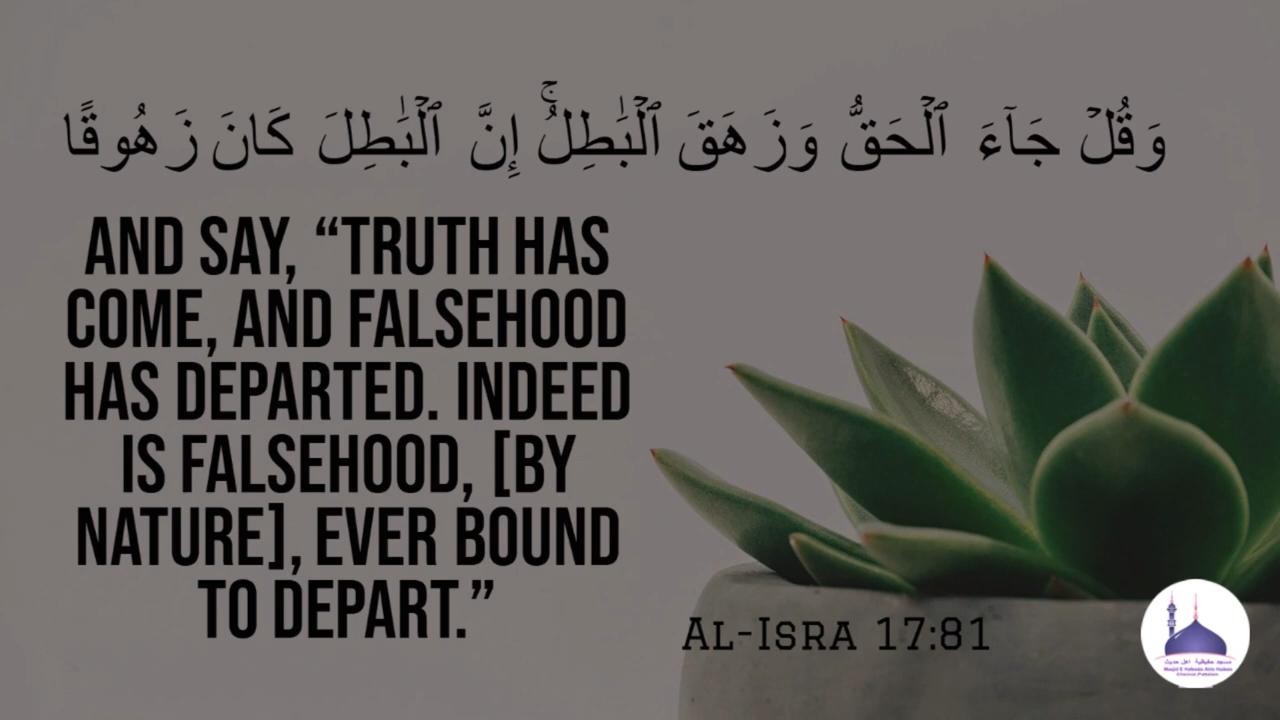 وَقُلْ جَآءَ ٱلْحَقُّ وَزَهَقَ ٱلْبَٰطِلُ ۚ إِنَّ ٱلْبَٰطِلَ كَانَ زَهُوقًا
AND SAY, “TRUTH HAS
COME, AND FALSEHOOD
HAS DEPARTED. INDEED
IS FALSEHOOD, [BY
NATURE], EVER BOUND
TO DEPART.”
AL-ISRA 17:81